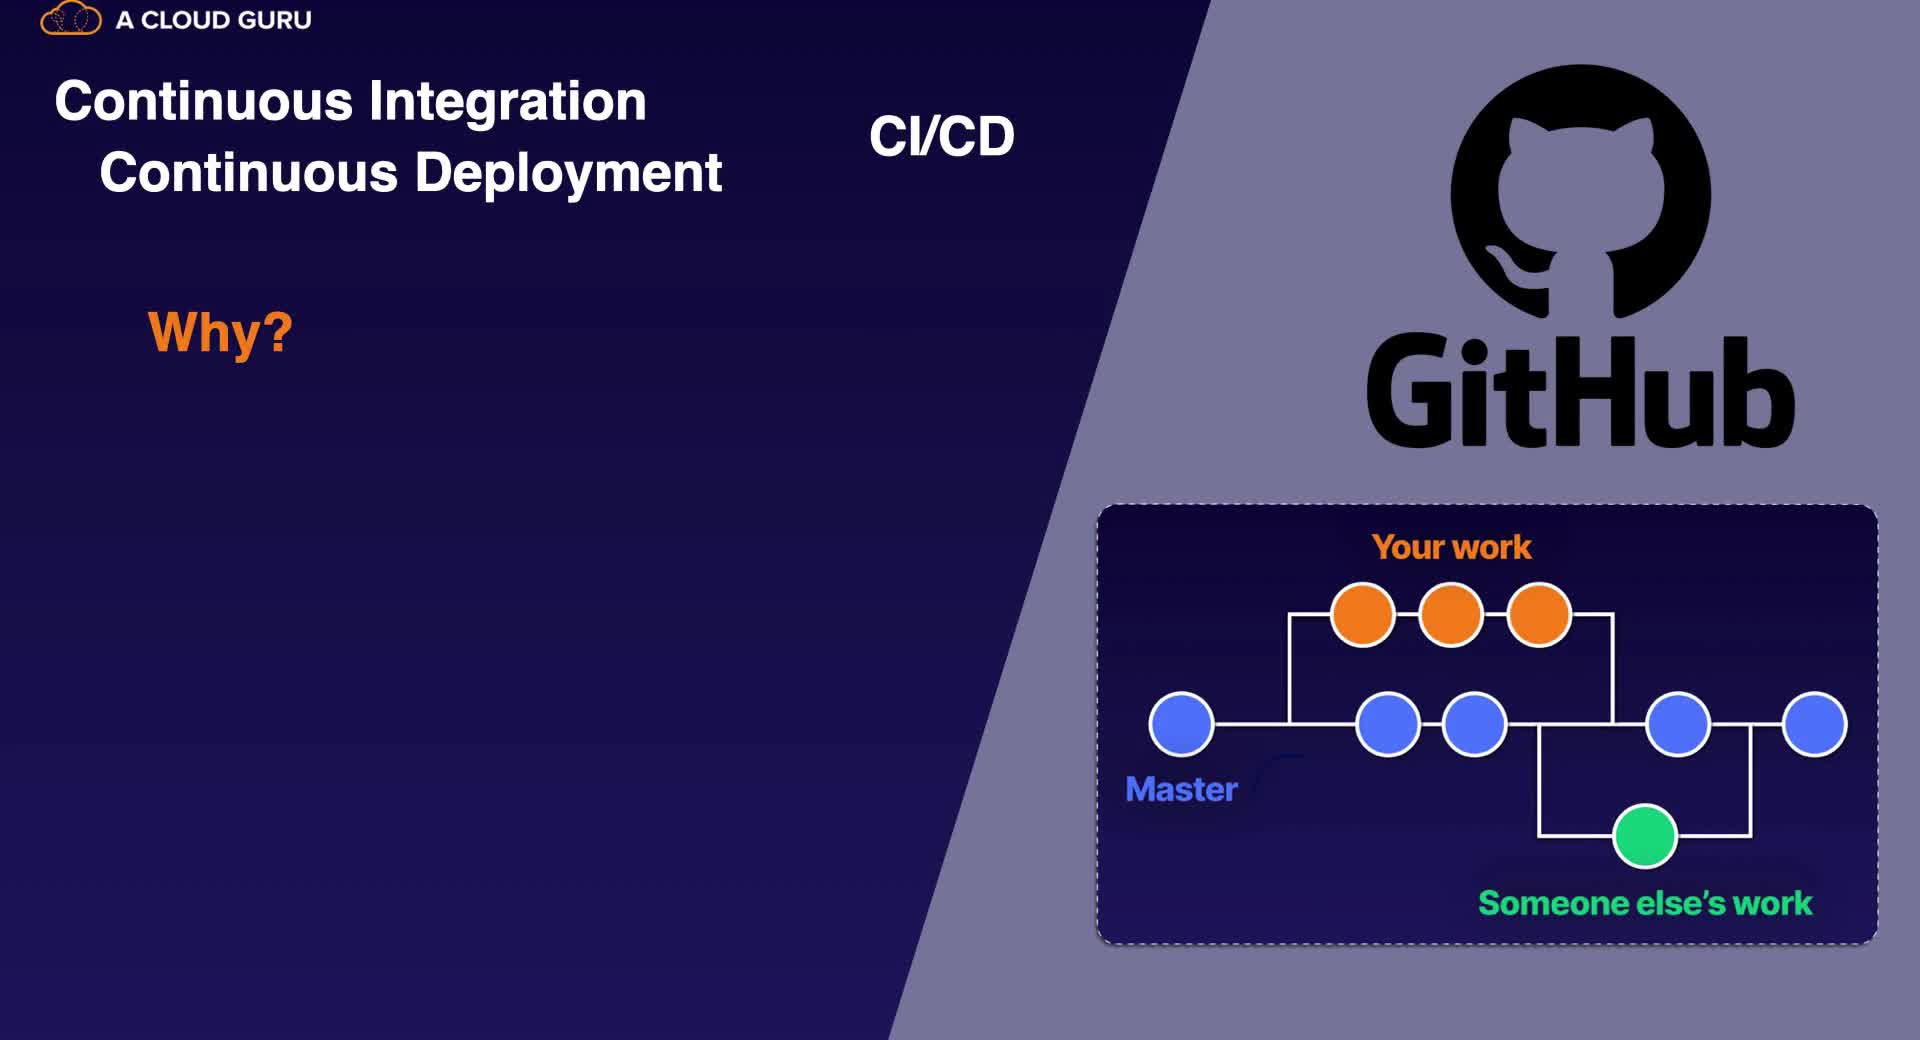 A CLOUD GURU
Continuous Integration
Continuous Deployment
CI/CD
Why?
GitHub
Your work
Master
Someone else's work